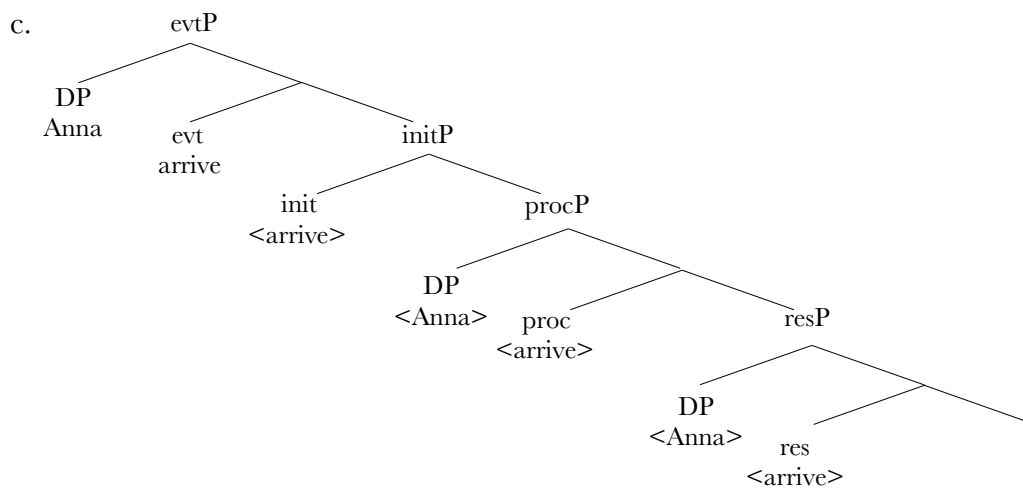 c.
evtP
DP
Anna
evt
arrive
initP
init
<arrive>
procP
DP
<Anna>
proc
<arrive>
resP
DP
<Anna>
res
<arrive>